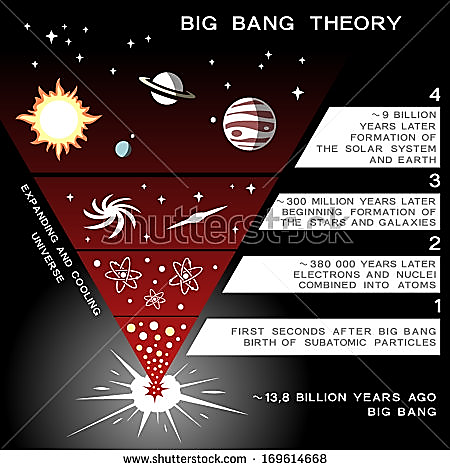 BIG BANG THEORY
4
~9 BILLION
YEARS LATER
FORMATION OF
THE SOLAR SYSTEM
AND EARTH
3
~300 MILLION YEARS LATER
BEGINNING FORMATION OF
THE STARS AND GALAXIES
2
~380 000 YEARS LATER
ELECTRONS AND NUCLEI
COMBINED INTO ATOMS
1
FIRST SECONDS AFTER BIG BANG
BIRTH OF SUBATOMIC PARTICLES
~13,8 BILLION YEARS AGO
BIG BANG
EXPANDING AND COOLING
UNIVERSE
shutterstock
www.shutterstock.com · 169614668